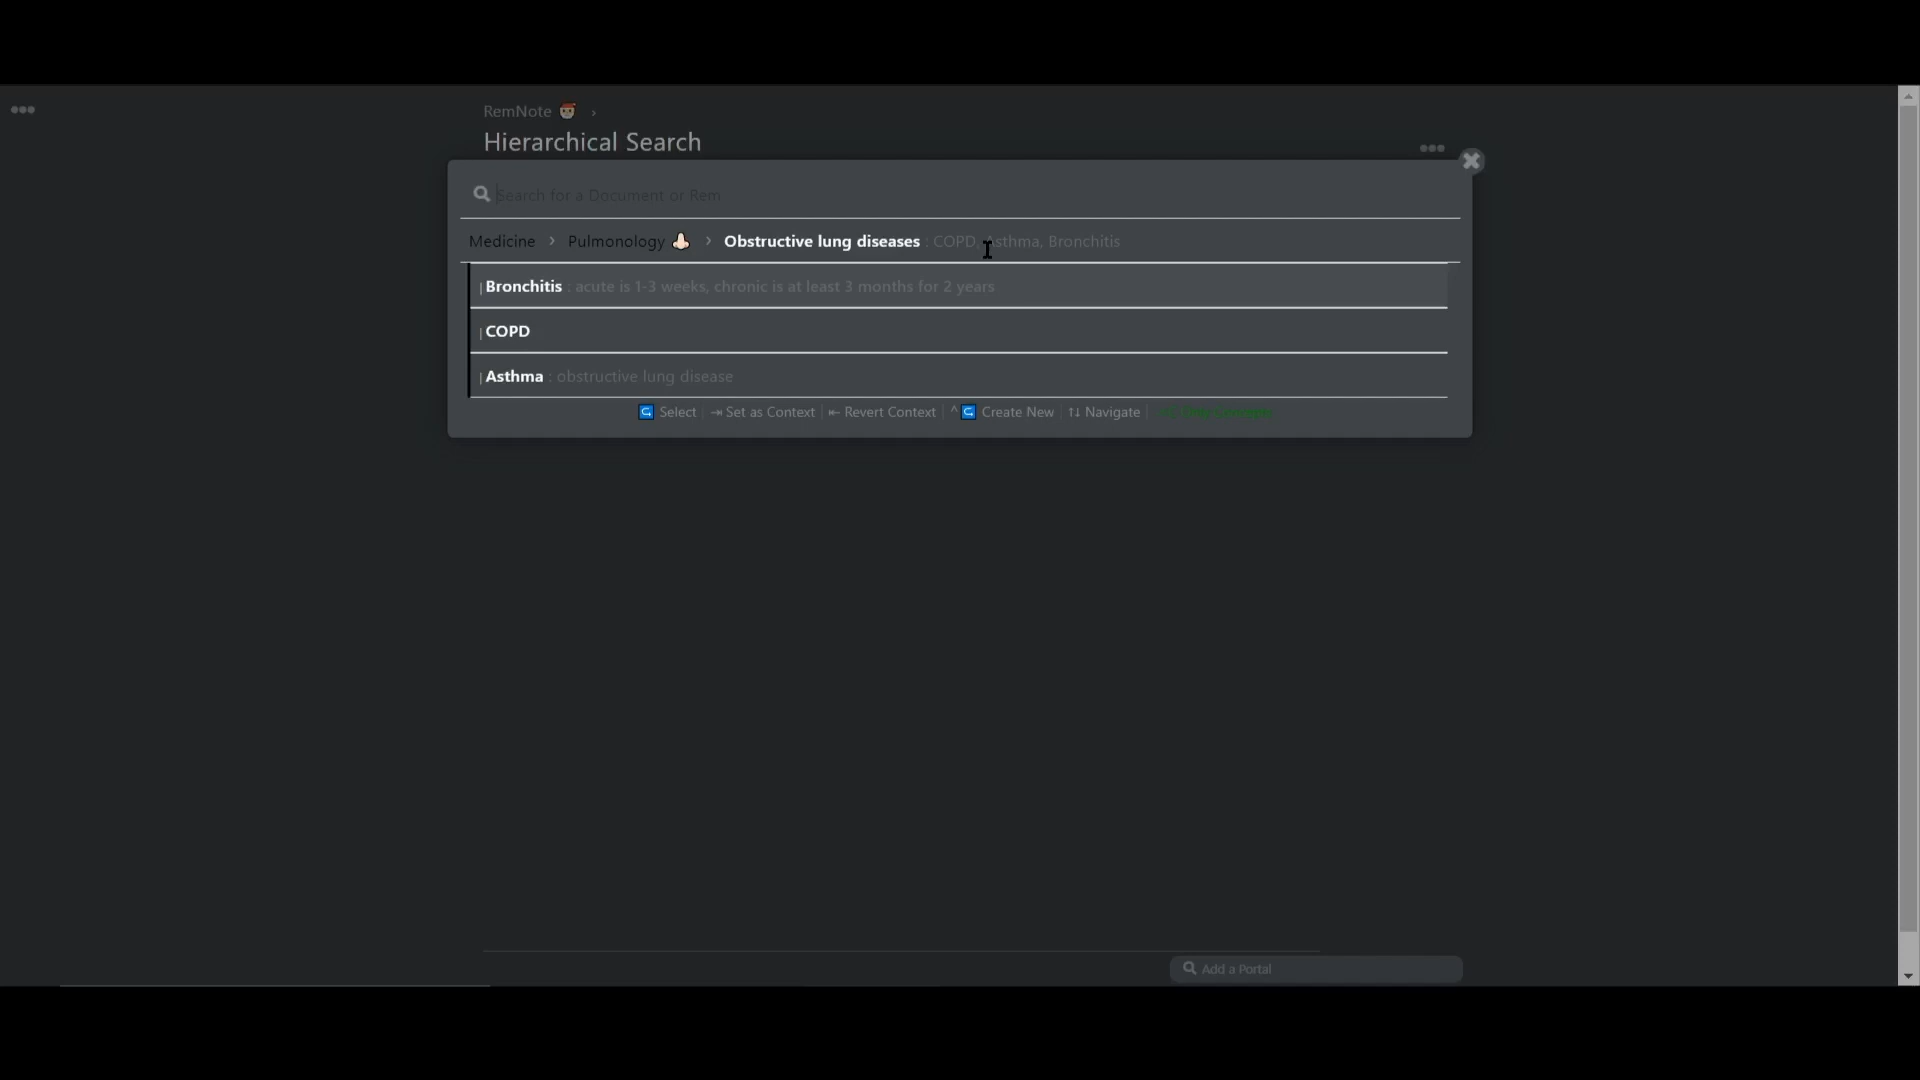 RemNote ›
Hierarchical Search
Search for a Document or Rem
Medicine › Pulmonology › Obstructive lung diseases : COPD, Asthma, Bronchitis
Bronchitis : acute is 1-3 weeks, chronic is at least 3 months for 2 years
COPD
Asthma : obstructive lung disease
Select | ⇥ Set as Context | ⇤ Revert Context | ^ Create New | ↑↓ Navigate |
Add a Portal